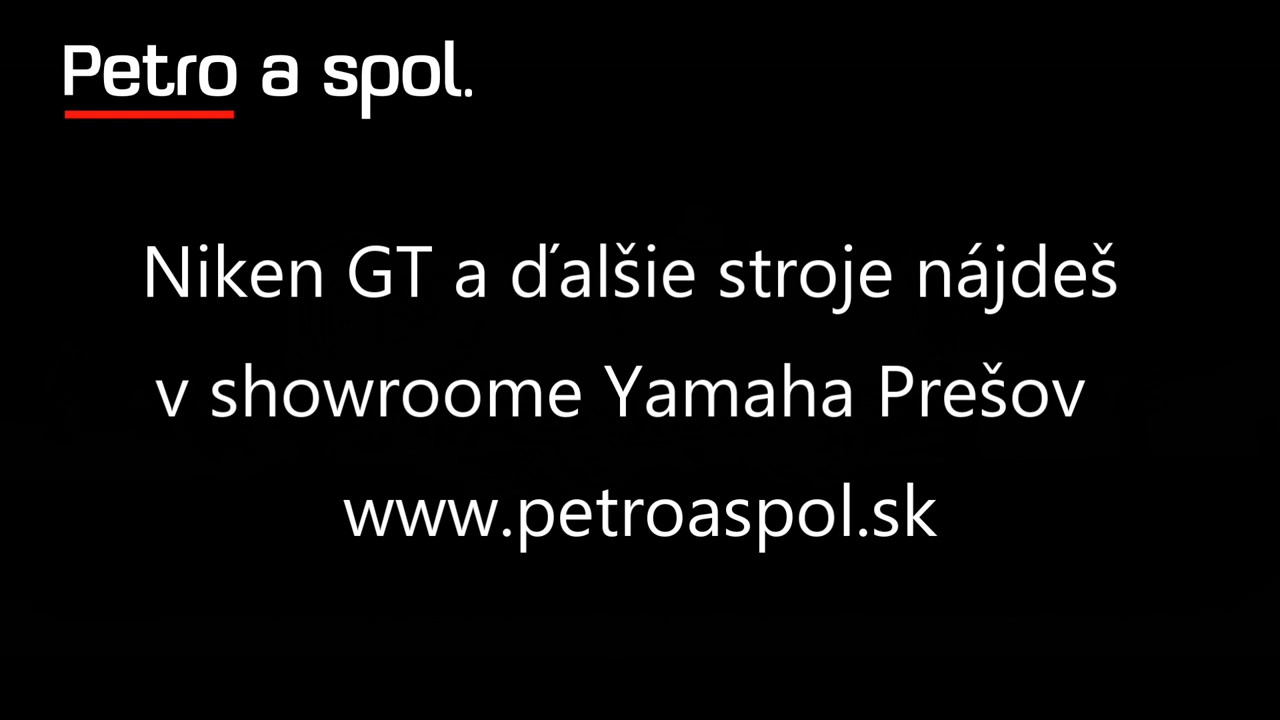 Petro a spol.
Niken GT a ďalšie stroje nájdeš
v showroome Yamaha Prešov
www.petroaspol.sk